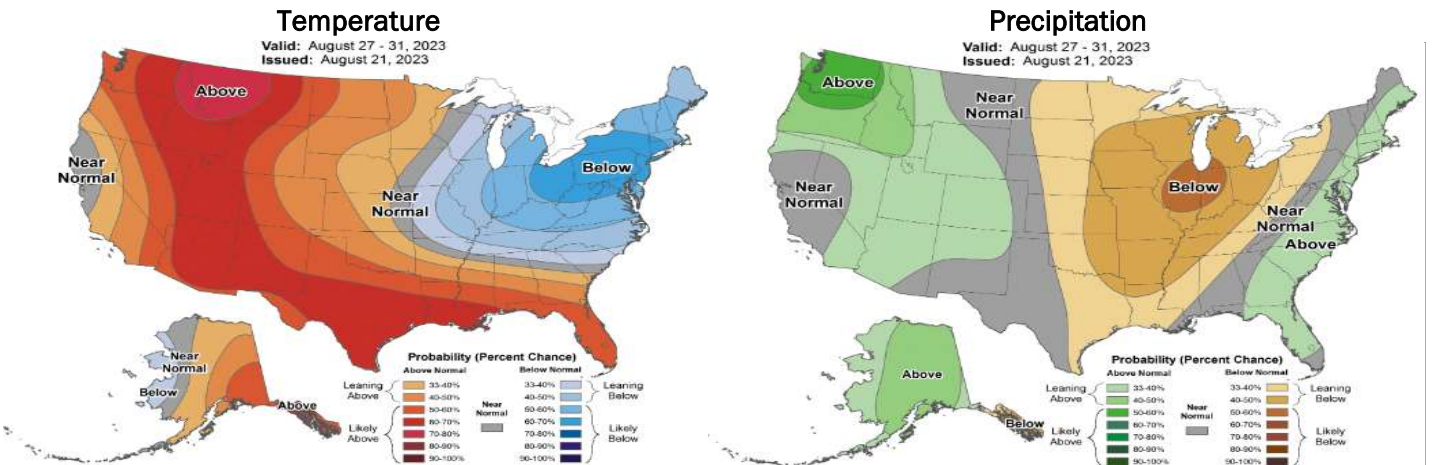 Temperature
Valid: August 27 - 31, 2023
Issued: August 21, 2023
Above
Near
Normal
Near
Normal
Below
Near
Normal
Below
Above
Probability (Percent Chance)
Above Normal
Below Normal
Leaning
Above
33-40%
40-50%
Likely
Above
50-60%
60-70%
70-80%
80-90%
90-100%
Near
Normal
33-40%
40-50%
Leaning
Below
50-60%
60-70%
70-80%
80-90%
90-100%
Likely
Below
Precipitation
Valid: August 27 - 31, 2023
Issued: August 21, 2023
Above
Near
Normal
Near
Normal
Below
Near
Normal
Above
Above
Below
Probability (Percent Chance)
Above Normal
Below Normal
Leaning
Above
33-40%
40-50%
Likely
Above
50-60%
60-70%
70-80%
80-90%
90-100%
Near
Normal
33-40%
40-50%
Leaning
Below
50-60%
60-70%
70-80%
80-90%
90-100%
Likely
Below